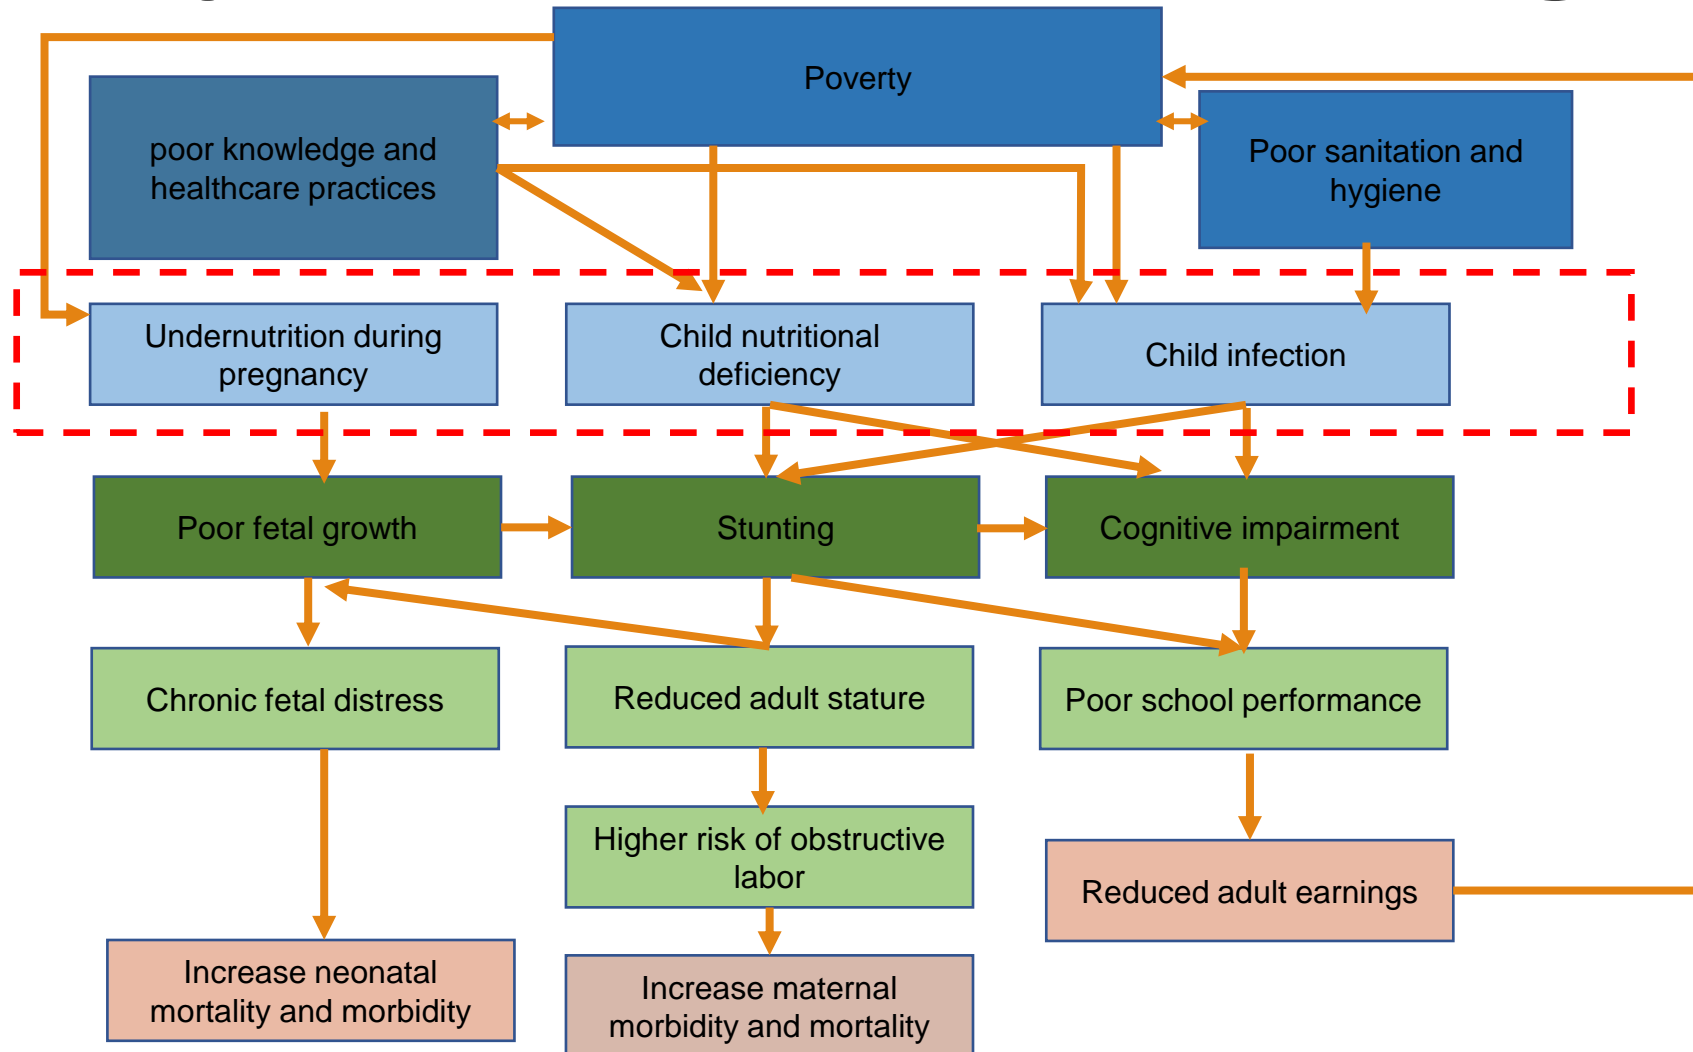 Poverty
poor knowledge and
healthcare practices
Poor sanitation and
hygiene
Undernutrition during
pregnancy
Child nutritional
deficiency
Child infection
Poor fetal growth
Stunting
Cognitive impairment
Chronic fetal distress
Reduced adult stature
Poor school performance
Higher risk of obstructive
labor
Reduced adult earnings
Increase neonatal
mortality and morbidity
Increase maternal
morbidity and mortality